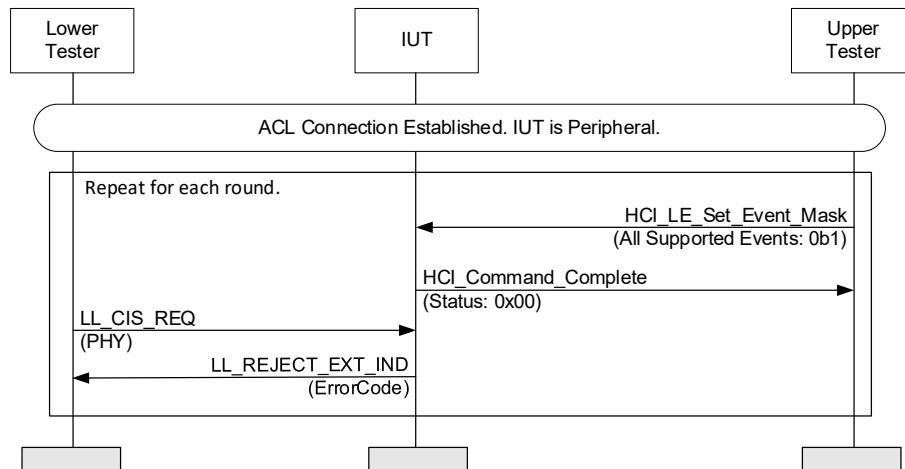 Lower
Tester
IUT
Upper
Tester
ACL Connection Established. IUT is Peripheral.
Repeat for each round.
HCI_LE_Set_Event_Mask
(All Supported Events: 0b1)
HCI_Command_Complete
(Status: 0x00)
LL_CIS_REQ
(PHY)
LL_REJECT_EXT_IND
(ErrorCode)